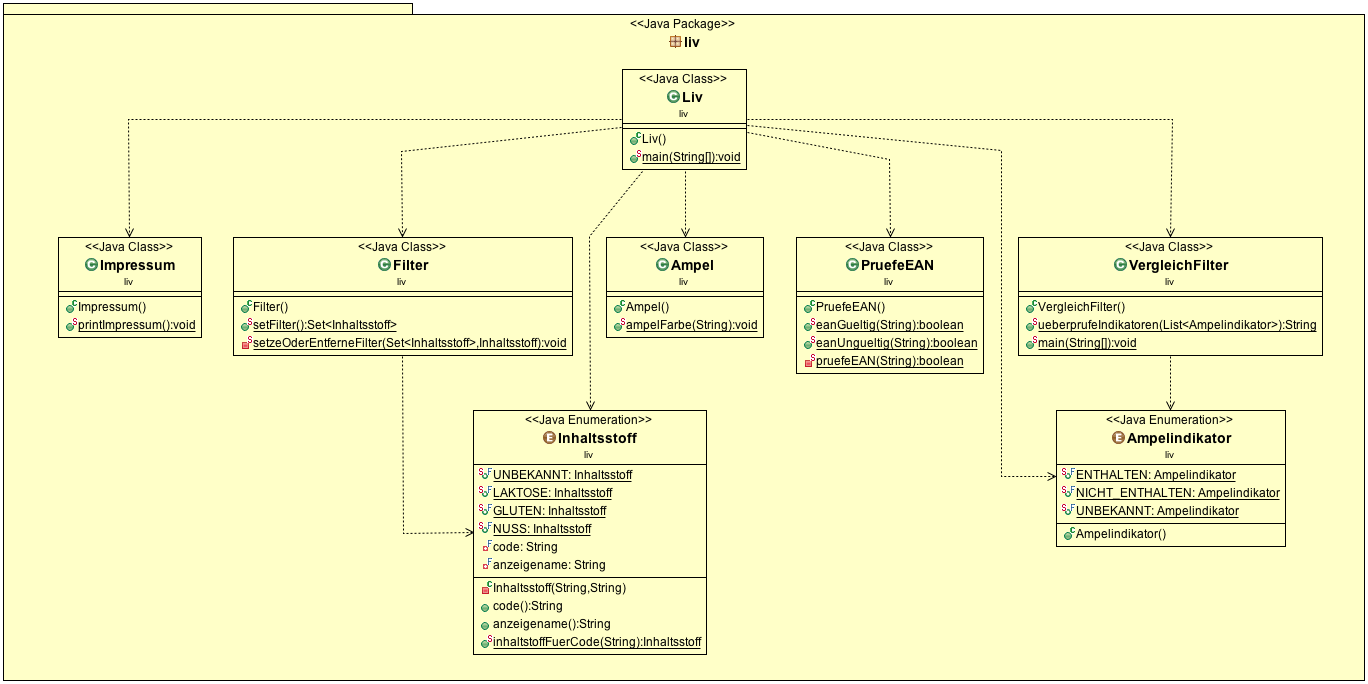 <<Java Package>>
liv
<<Java Class>>
Liv
liv
Liv()
main(String[]):void
<<Java Class>>
Impressum
liv
Impressum()
printImpressum():void
<<Java Class>>
Filter
liv
Filter()
setFilter():Set<Inhaltsstoff>
setzeOderEntferneFilter(Set<Inhaltsstoff>,Inhaltsstoff):void
<<Java Class>>
Ampel
liv
Ampel()
ampelFarbe(String):void
<<Java Class>>
PruefeEAN
liv
PruefeEAN()
eanGueltig(String):boolean
eanUngueltig(String):boolean
pruefeEAN(String):boolean
<<Java Class>>
VergleichFilter
liv
VergleichFilter()
ueberprufeIndikatoren(List<Ampelindikator>):String
main(String[]):void
<<Java Enumeration>>
Inhaltsstoff
liv
UNBEKANNT: Inhaltsstoff
LAKTOSE: Inhaltsstoff
GLUTEN: Inhaltsstoff
NUSS: Inhaltsstoff
code: String
anzeigename: String
Inhaltsstoff(String,String)
code():String
anzeigename():String
inhaltstoffFuerCode(String):Inhaltsstoff
<<Java Enumeration>>
Ampelindikator
liv
ENTHALTEN: Ampelindikator
NICHT_ENTHALTEN: Ampelindikator
UNBEKANNT: Ampelindikator
Ampelindikator()